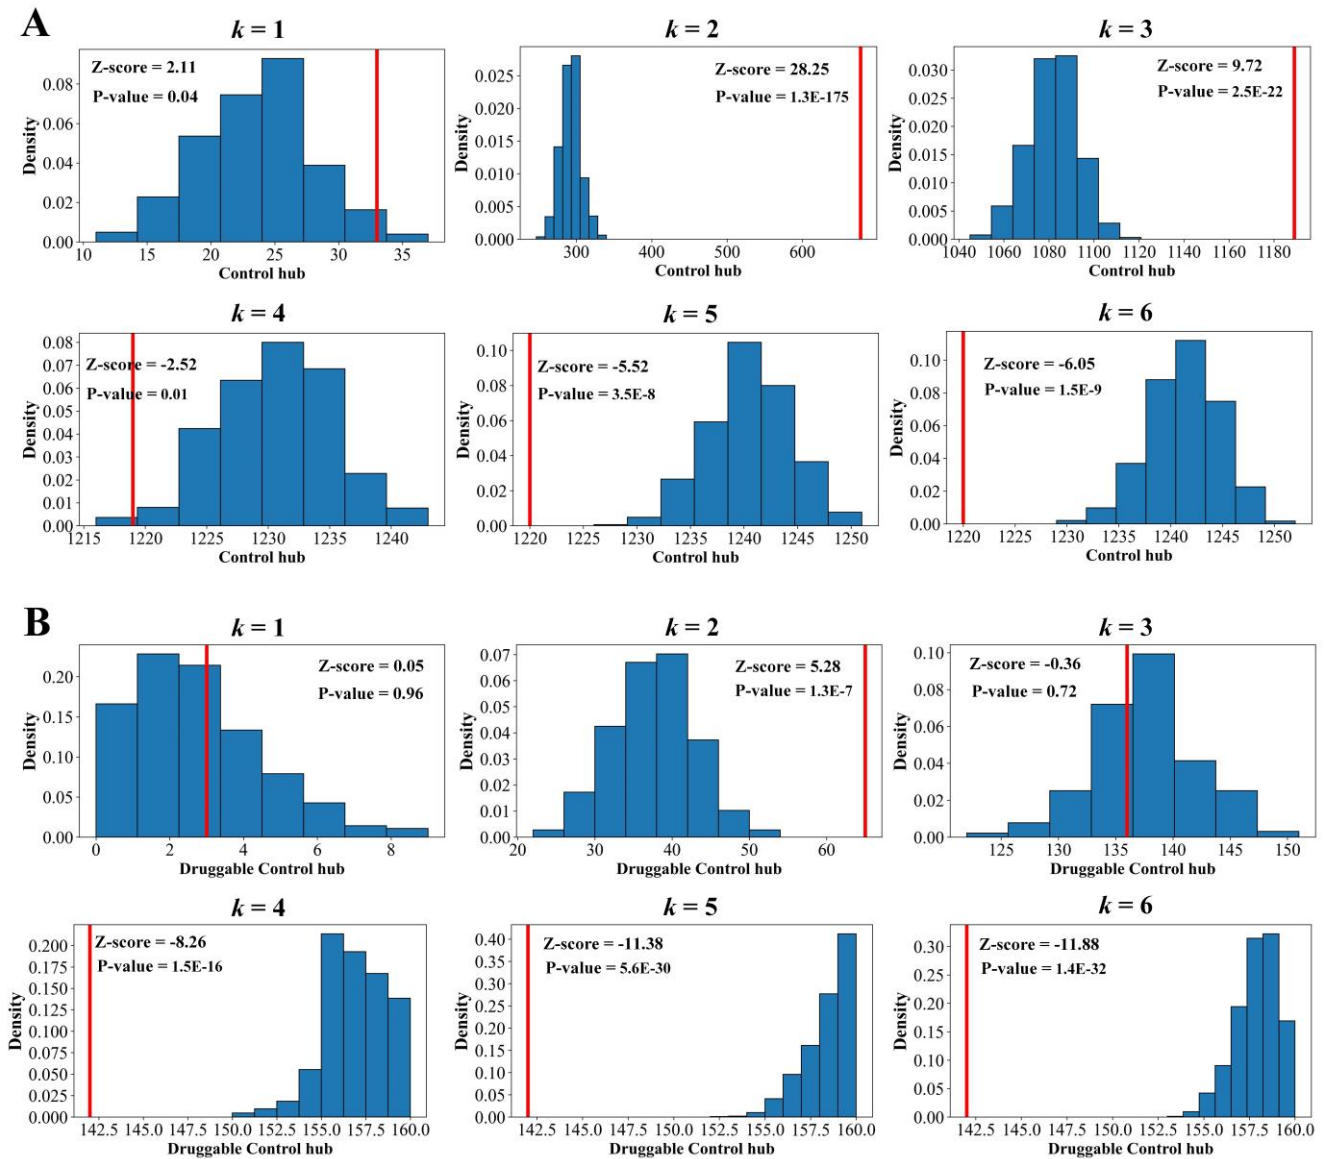 A
k = 1
Z-score = 2.11
P-value = 0.04
Density
0.08
0.06
0.04
0.02
0.00
10 15 20 25 30 35
Control hub
k = 2
Z-score = 28.25
P-value = 1.3E-175
Density
0.025
0.020
0.015
0.010
0.005
0.000
300 400 500 600
Control hub
k = 3
Z-score = 9.72
P-value = 2.5E-22
Density
0.030
0.025
0.020
0.015
0.010
0.005
0.000
1040 1060 1080 1100 1120 1140 1160 1180
Control hub
k = 4
Z-score = -2.52
P-value = 0.01
Density
0.08
0.07
0.06
0.05
0.04
0.03
0.02
0.01
0.00
1215 1220 1225 1230 1235 1240
Control hub
k = 5
Z-score = -5.52
P-value = 3.5E-8
Density
0.10
0.08
0.06
0.04
0.02
0.00
1220 1225 1230 1235 1240 1245 1250
Control hub
k = 6
Z-score = -6.05
P-value = 1.5E-9
Density
0.10
0.08
0.06
0.04
0.02
0.00
1220 1225 1230 1235 1240 1245 1250
Control hub
B
k = 1
Z-score = 0.05
P-value = 0.96
Density
0.20
0.15
0.10
0.05
0.00
0 2 4 6 8
Druggable Control hub
k = 2
Z-score = 5.28
P-value = 1.3E-7
Density
0.07
0.06
0.05
0.04
0.03
0.02
0.01
0.00
20 30 40 50 60
Druggable Control hub
k = 3
Z-score = -0.36
P-value = 0.72
Density
0.10
0.08
0.06
0.04
0.02
0.00
125 130 135 140 145 150
Druggable Control hub
k = 4
Z-score = -8.26
P-value = 1.5E-16
Density
0.200
0.175
0.150
0.125
0.100
0.075
0.050
0.025
0.000
142.5 145.0 147.5 150.0 152.5 155.0 157.5 160.0
Druggable Control hub
k = 5
Z-score = -11.38
P-value = 5.6E-30
Density
0.40
0.35
0.30
0.25
0.20
0.15
0.10
0.05
0.00
142.5 145.0 147.5 150.0 152.5 155.0 157.5 160.0
Druggable Control hub
k = 6
Z-score = -11.88
P-value = 1.4E-32
Density
0.30
0.25
0.20
0.15
0.10
0.05
0.00
142.5 145.0 147.5 150.0 152.5 155.0 157.5 160.0
Druggable Control hub